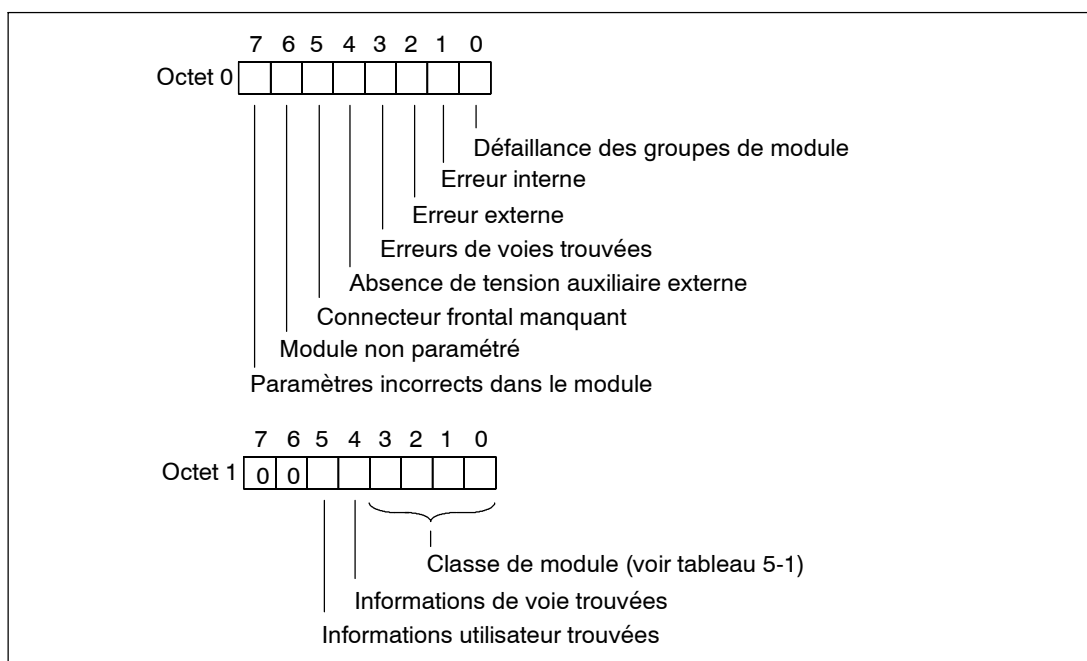 7 6 5 4 3 2 1 0
Octet 0
Défaillance des groupes de module
Erreur interne
Erreur externe
Erreurs de voies trouvées
Absence de tension auxiliaire externe
Connecteur frontal manquant
Module non paramétré
Paramètres incorrects dans le module
7 6 5 4 3 2 1 0
Octet 1 0 0
Classe de module (voir tableau 5-1)
Informations de voie trouvées
Informations utilisateur trouvées